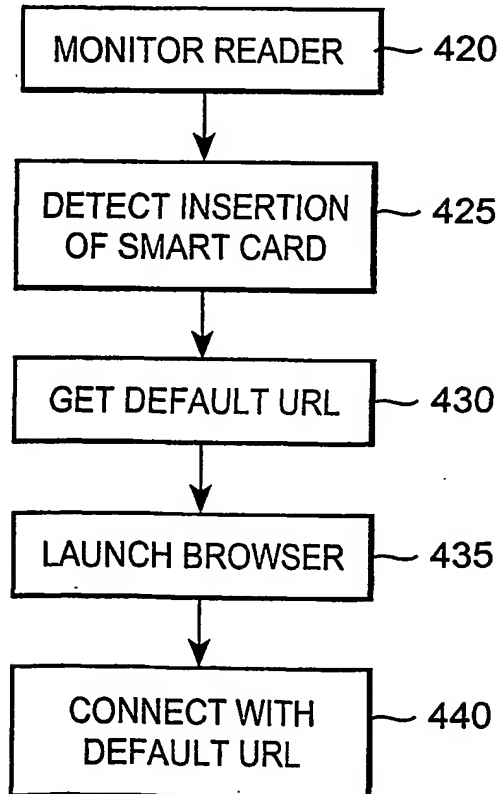 MONITOR READER 420
DETECT INSERTION 425
OF SMART CARD
GET DEFAULT URL 430
LAUNCH BROWSER 435
CONNECT WITH 440
DEFAULT URL